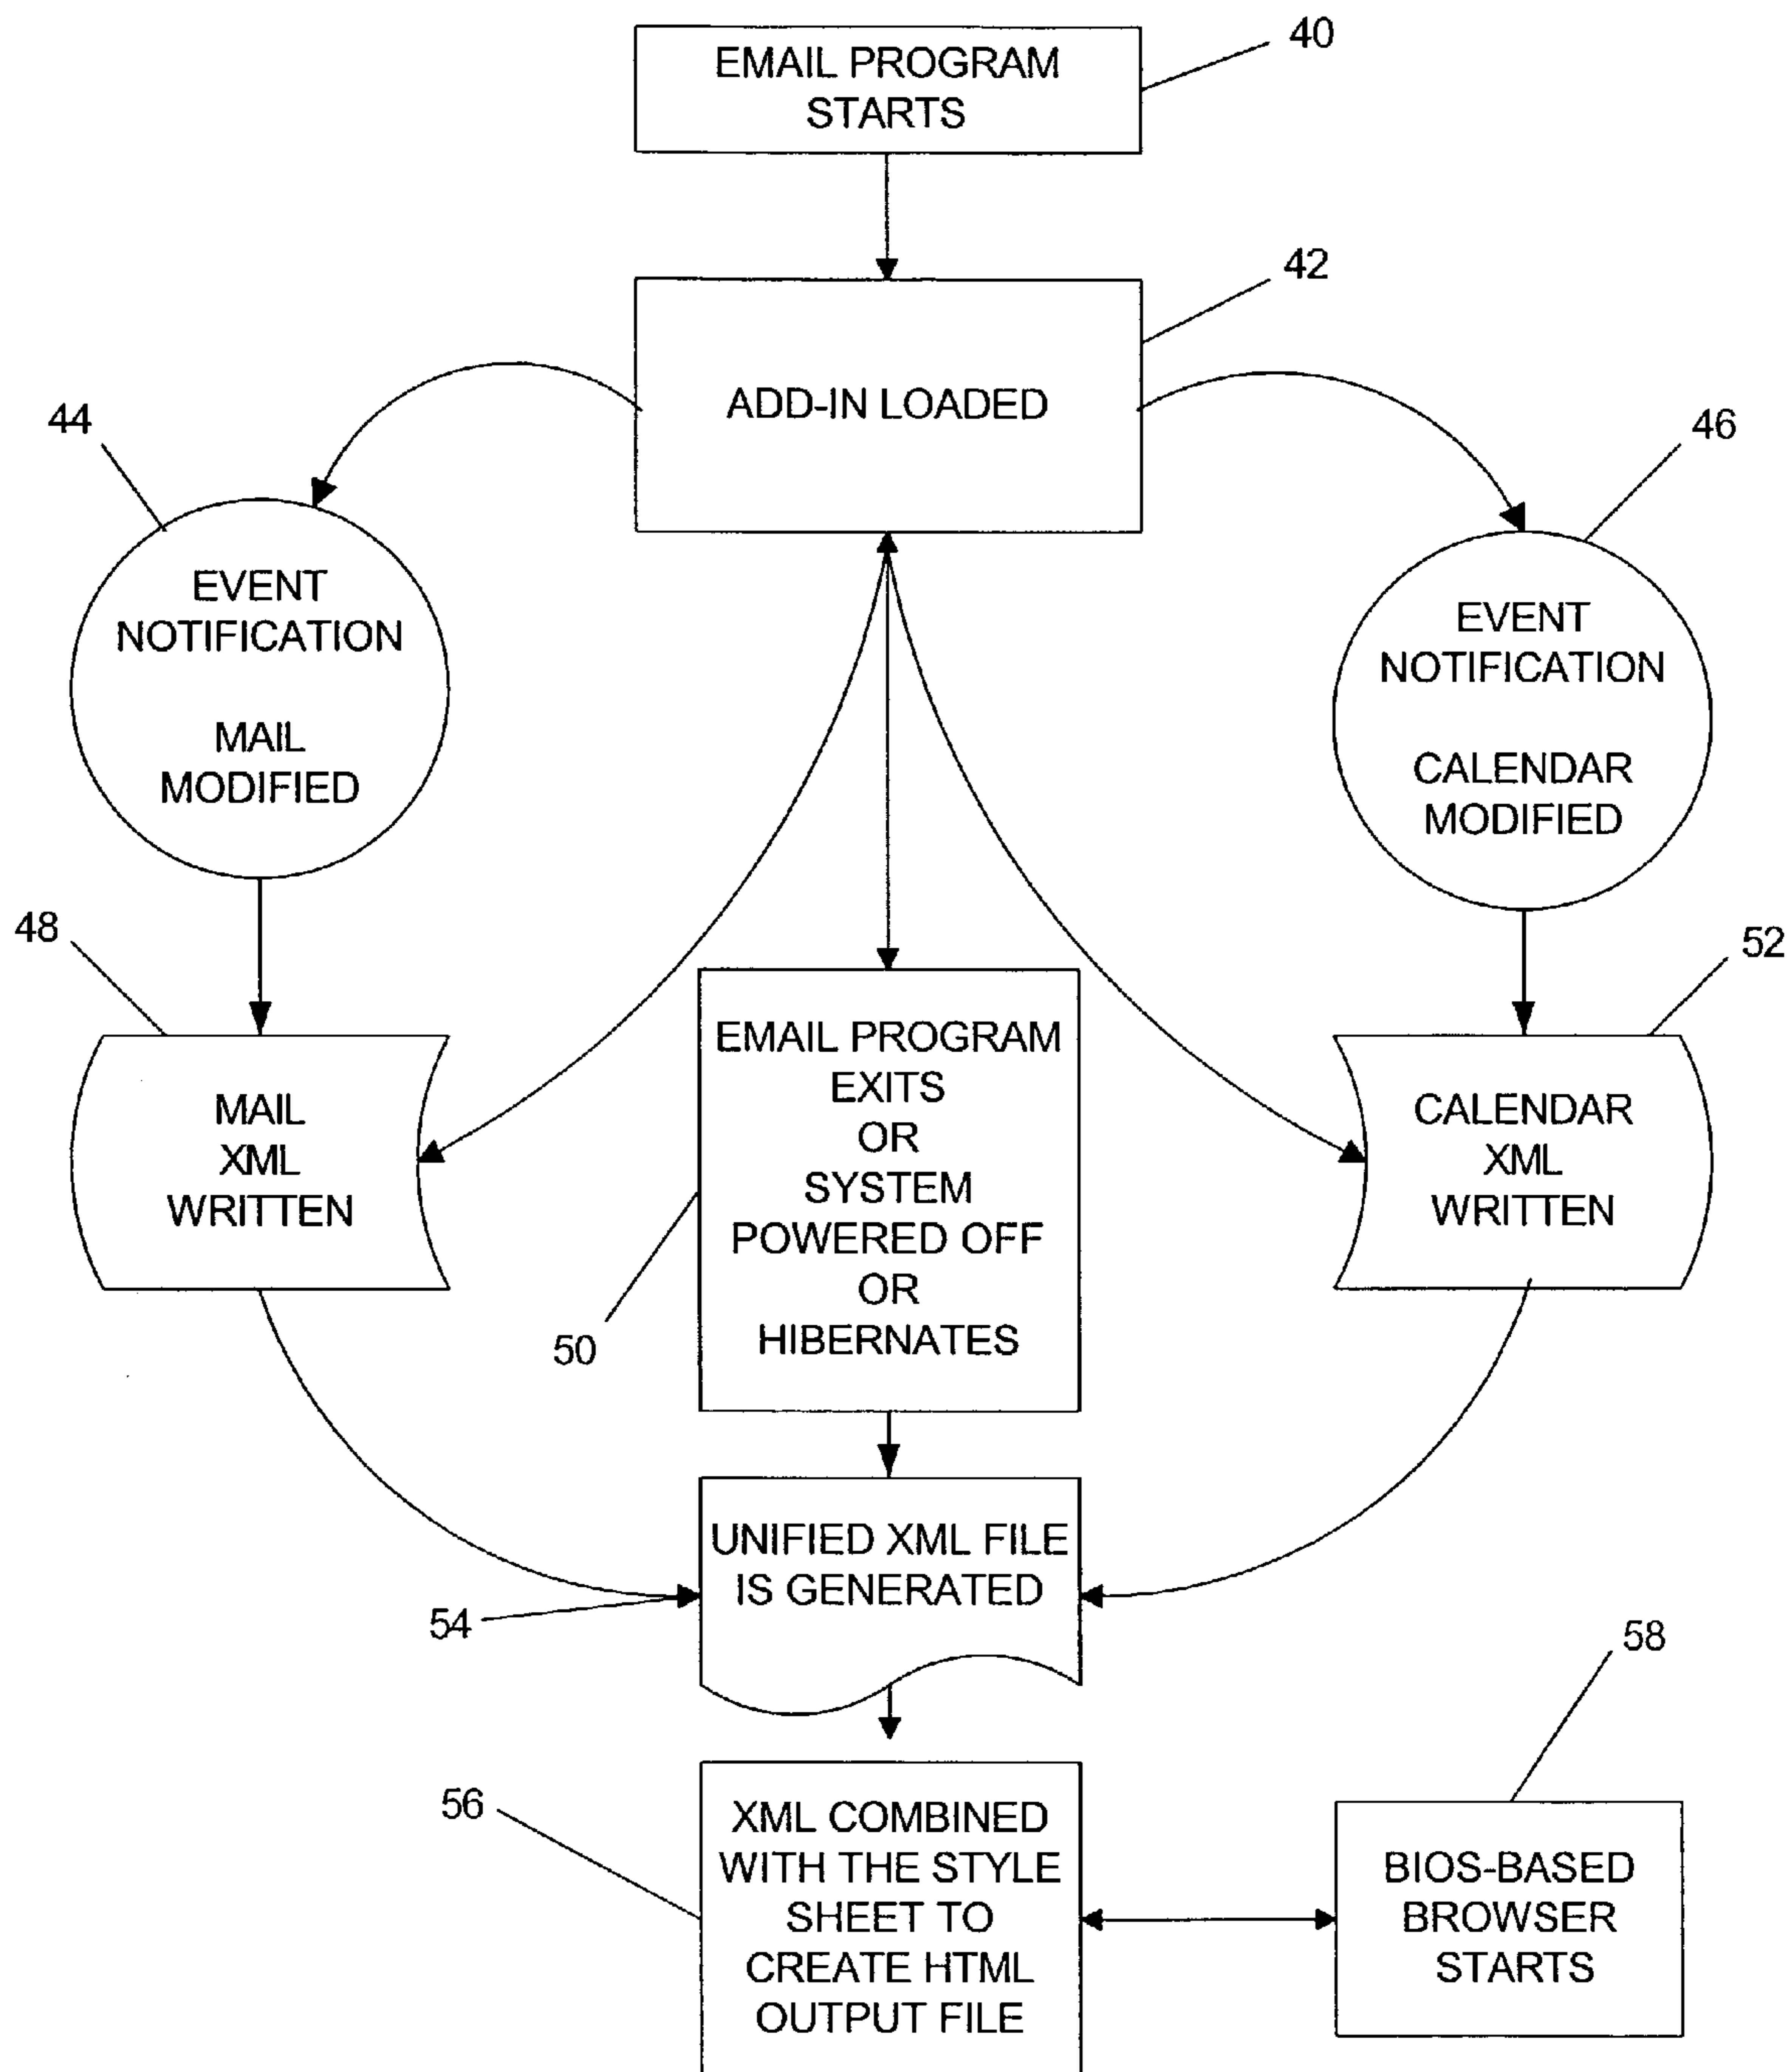 40
EMAIL PROGRAM
STARTS
42
ADD-IN LOADED
44
46
EVENT
NOTIFICATION
MAIL
MODIFIED
EVENT
NOTIFICATION
CALENDAR
MODIFIED
48
52
MAIL
XML
WRITTEN
EMAIL PROGRAM
EXITS
OR
SYSTEM
POWERED OFF
OR
HIBERNATES
CALENDAR
XML
WRITTEN
50
UNIFIED XML FILE
IS GENERATED
54
58
56
XML COMBINED
WITH THE STYLE
SHEET TO
CREATE HTML
OUTPUT FILE
BIOS-BASED
BROWSER
STARTS